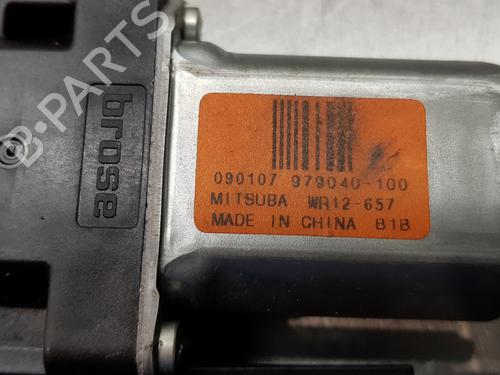 brose
B-PARTS
090107 979040-100
MITSUBA WR12-657
MADE IN CHINA B1B